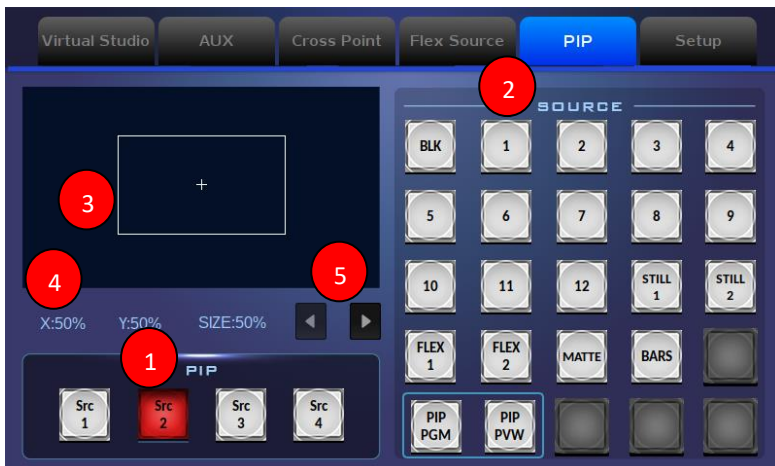 Virtual Studio AUX Cross Point Flex Source PIP Setup
2
SOURCE
BLK 1 2 3 4
3
5 6 7 8 9
4
5
10 11 12 STILL 1 STILL 2
X:50% Y:50% SIZE:50%
1
PIP
FLEX 1 FLEX 2 MATTE BARS
Src 1 Src 2 Src 3 Src 4
PIP PGM PIP PVW